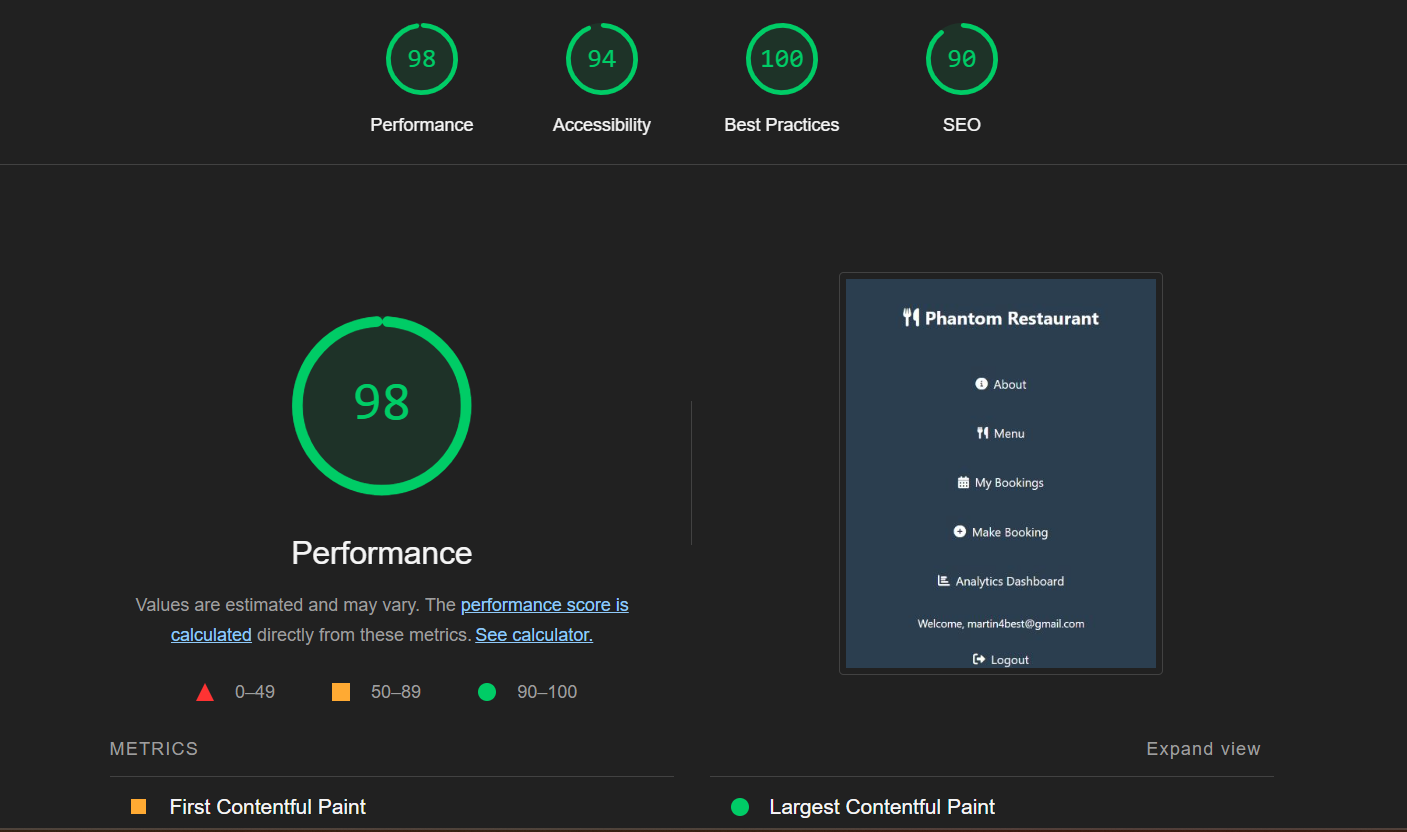 98
94
100
90
Performance
Accessibility
Best Practices
SEO
98
Performance
Values are estimated and may vary. The performance score is
calculated directly from these metrics. See calculator.
0–49
50–89
90–100
Phantom Restaurant
About
Menu
My Bookings
Make Booking
Analytics Dashboard
Welcome, martin4best@gmail.com
Logout
METRICS
Expand view
First Contentful Paint
Largest Contentful Paint